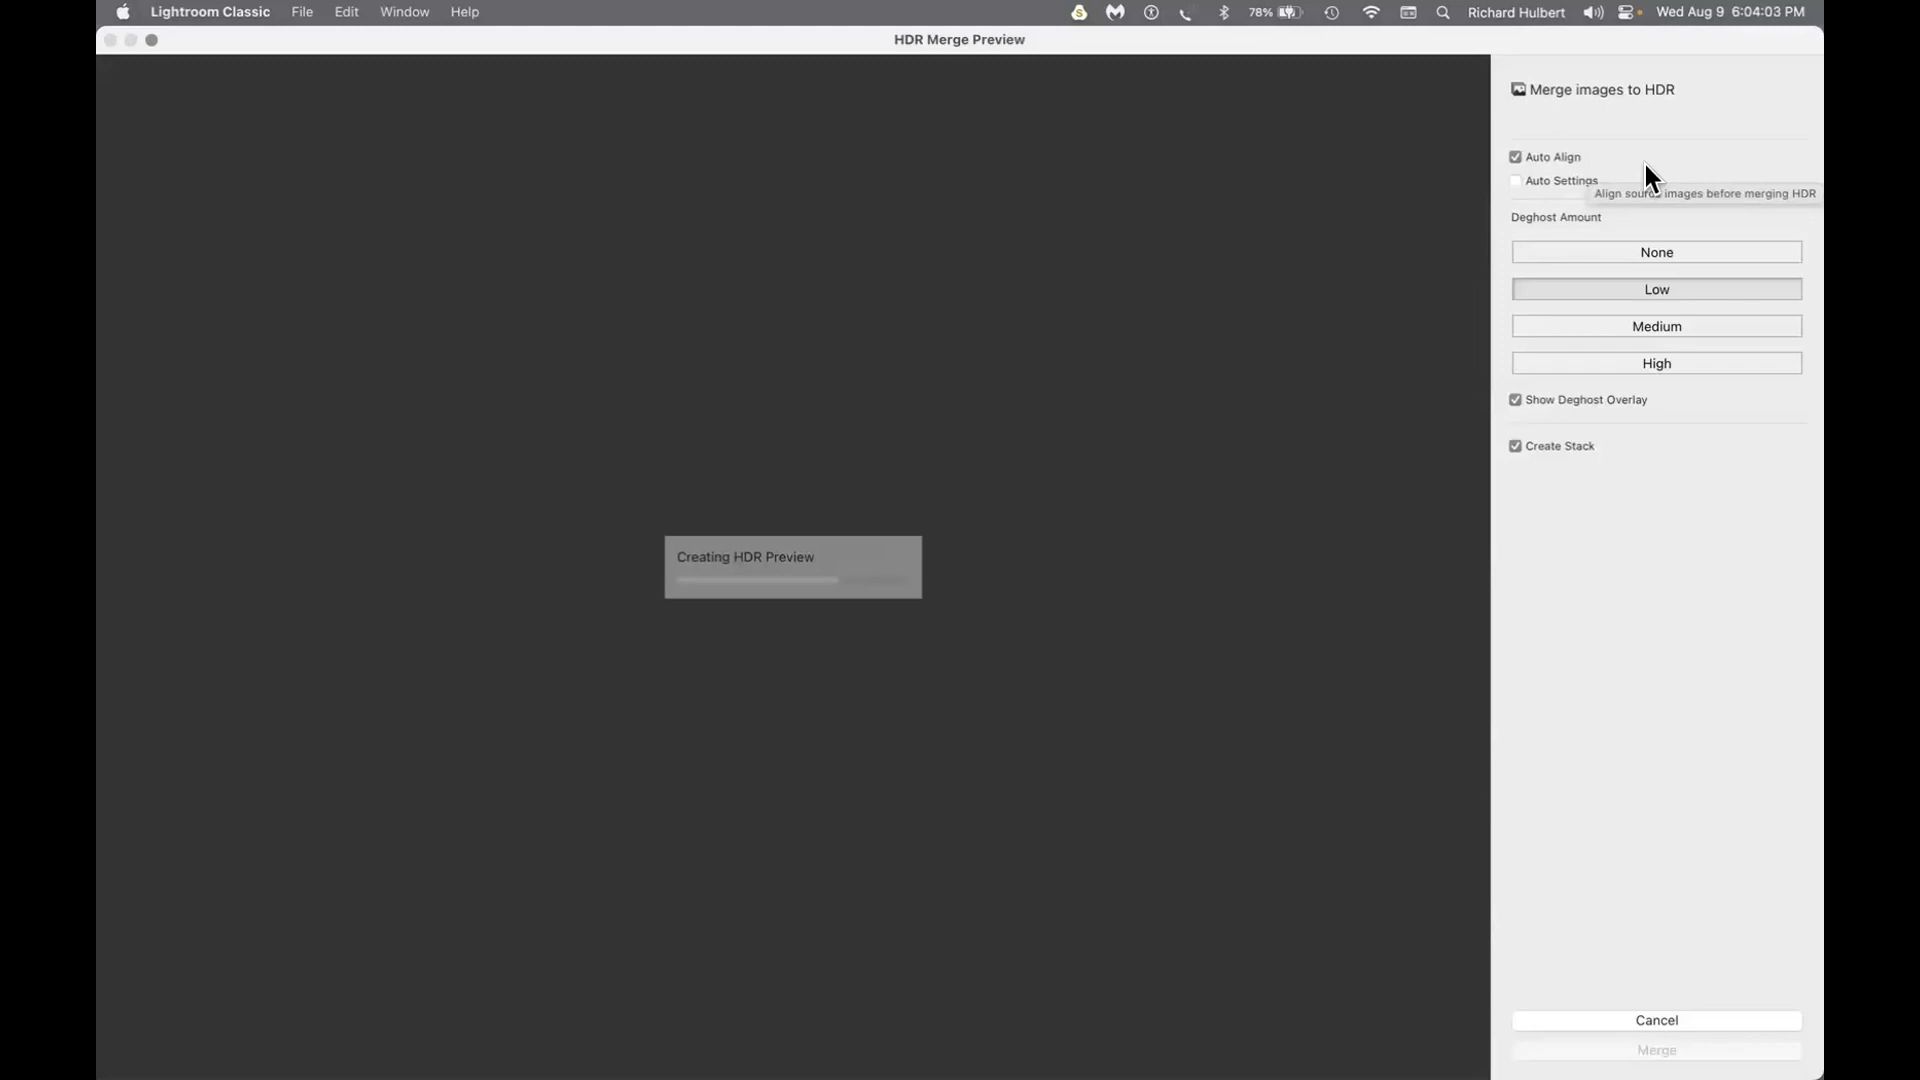 Lightroom Classic File Edit Window Help 78% Richard Hulbert Wed Aug 9 6:04:03 PM
HDR Merge Preview
Merge images to HDR
Auto Align
Auto Settings
Align source images before merging HDR
Deghost Amount
None
Low
Medium
High
Show Deghost Overlay
Create Stack
Creating HDR Preview
Cancel
Merge